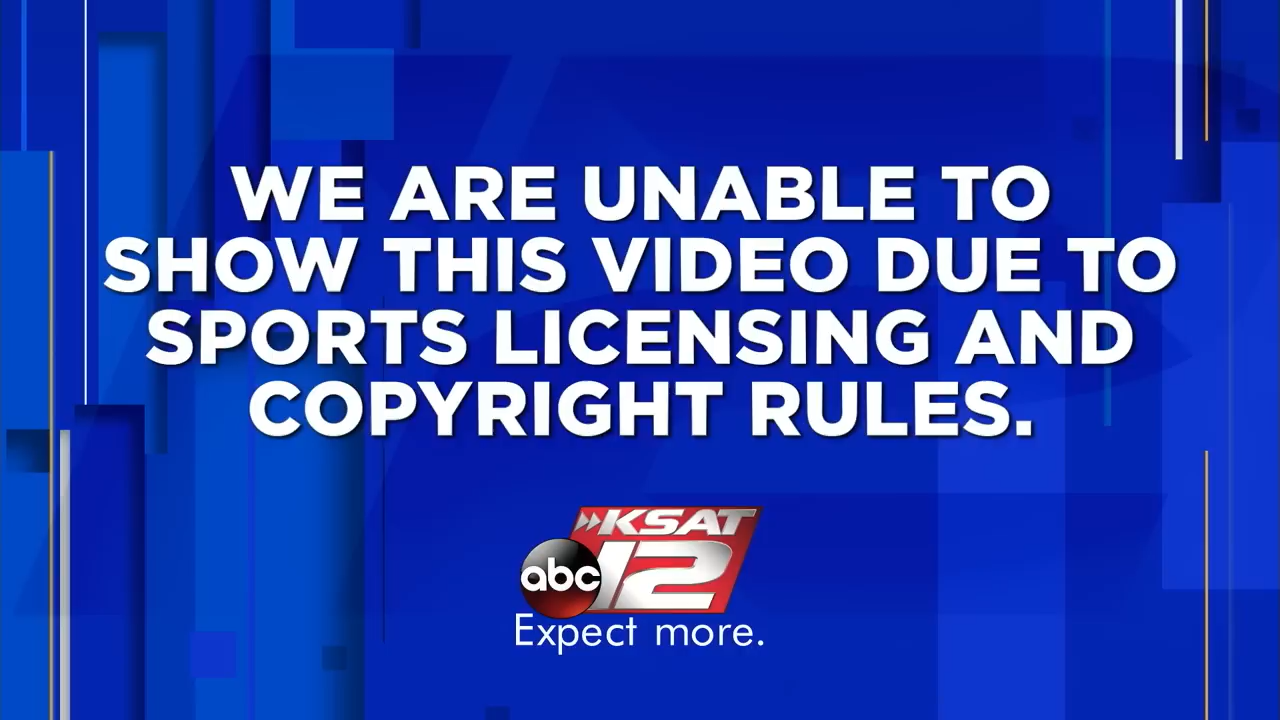 WE ARE UNABLE TO
SHOW THIS VIDEO DUE TO
SPORTS LICENSING AND
COPYRIGHT RULES.
KSAT
abc 12
Expect more.